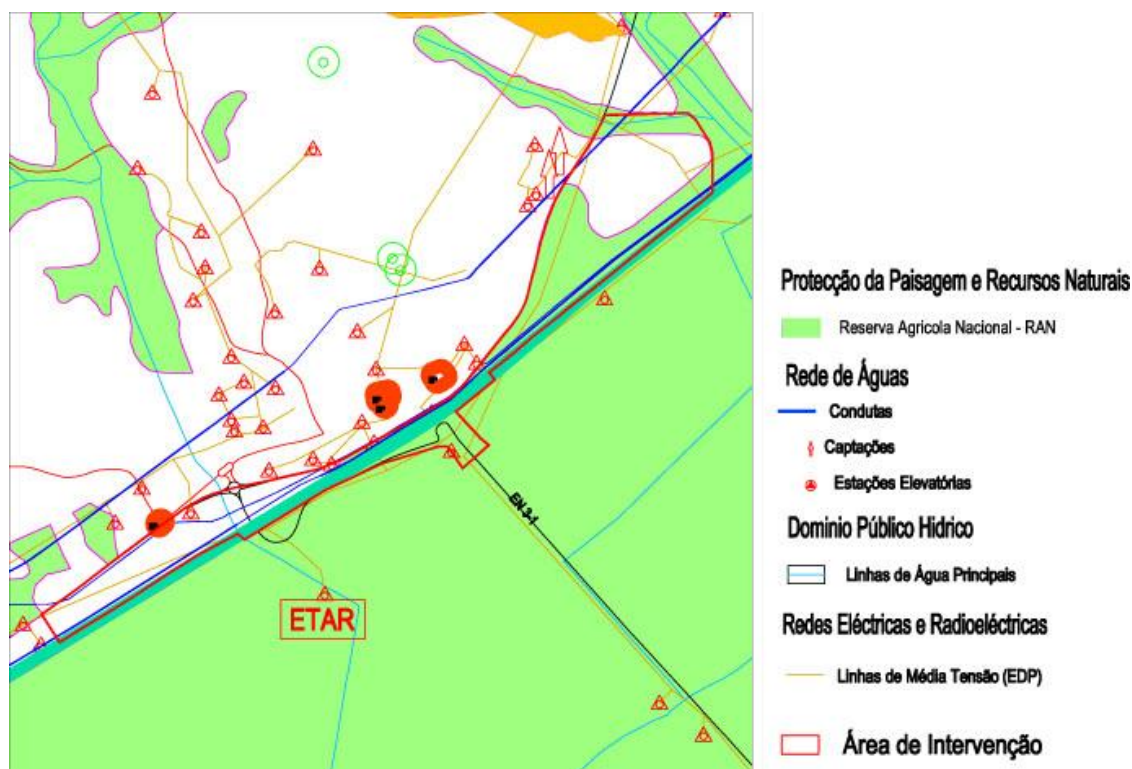 EN 3-1
ETAR
Protecção da Paisagem e Recursos Naturais
Reserva Agricola Nacional - RAN
Rede de Águas
Condutas
Captações
Estações Elevatórias
Dominio Público Hidrico
Linhas de Água Principais
Redes Eléctricas e Radioeléctricas
Linhas de Média Tensão (EDP)
Área de Intervenção